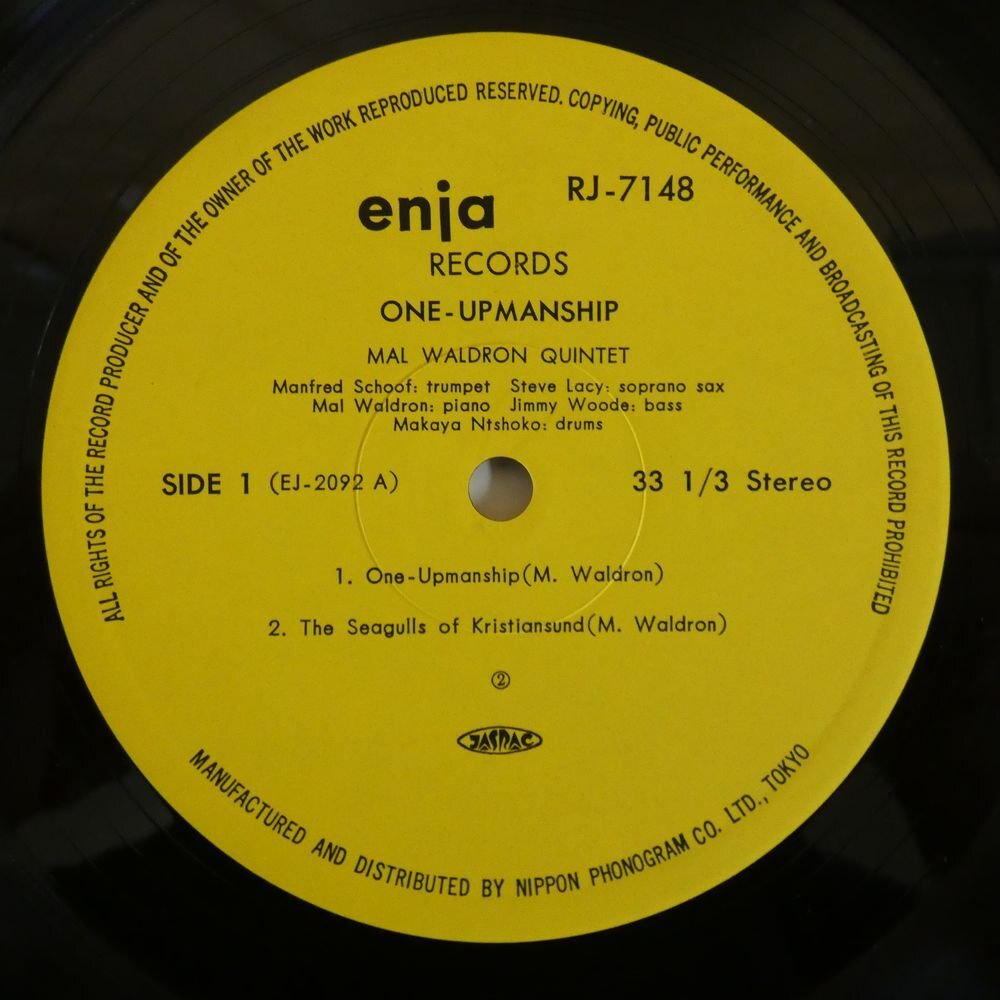 ALL RIGHTS OF THE RECORD PRODUCER AND OF THE OWNER OF THE WORK REPRODUCED RESERVED. COPYING, PUBLIC PERFORMANCE AND BROADCASTING OF THIS RECORD PROHIBITED
enja RJ-7148
RECORDS
ONE-UPMANSHIP
MAL WALDRON QUINTET
Manfred Schoof: trumpet Steve Lacy: soprano sax
Mal Waldron: piano Jimmy Woode: bass
Makaya Ntshoko: drums
SIDE 1 (EJ-2092 A) 33 1/3 Stereo
1. One-Upmanship(M. Waldron)
2. The Seagulls of Kristiansund(M. Waldron)
②
JASRAC
MANUFACTURED AND DISTRIBUTED BY NIPPON PHONOGRAM CO. LTD., TOKYO